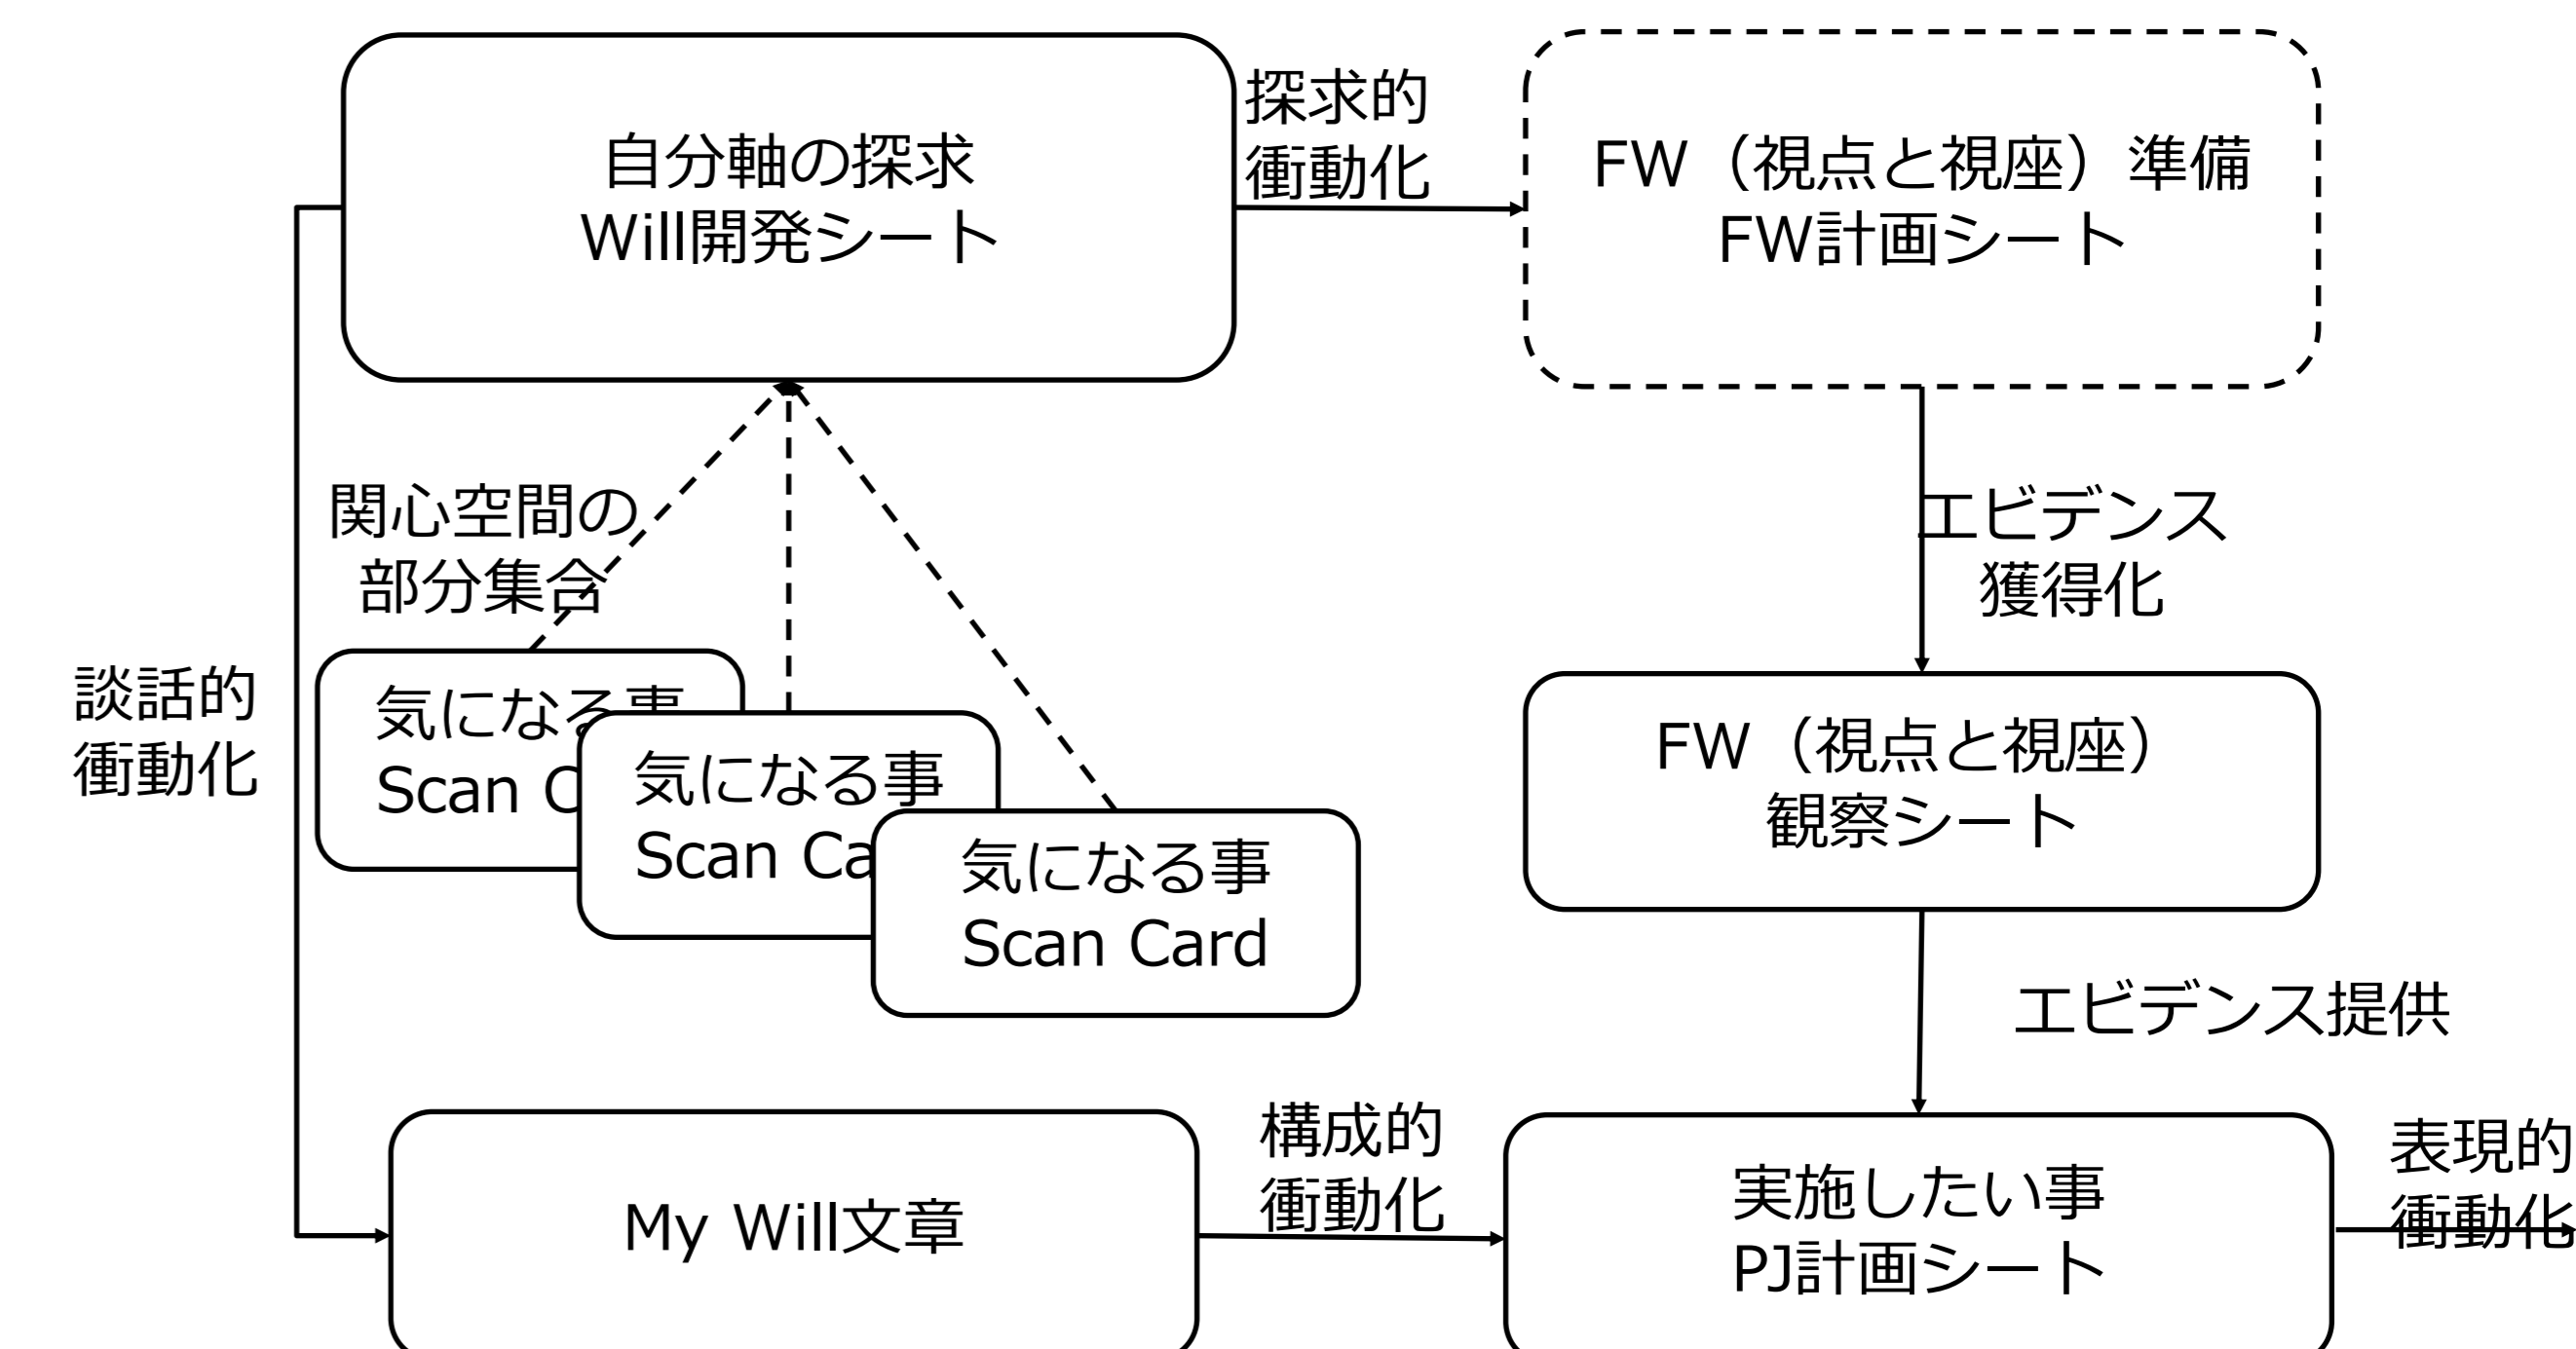 自分軸の探求
Will開発シート
探求的
衝動化
FW（視点と視座）準備
FW計画シート
関心空間の
部分集合
エビデンス
獲得化
談話的
衝動化
気になる事
Scan C
気になる事
Scan Ca
気になる事
Scan Card
FW（視点と視座）
観察シート
エビデンス提供
My Will文章
構成的
衝動化
実施したい事
PJ計画シート
表現的
衝動化